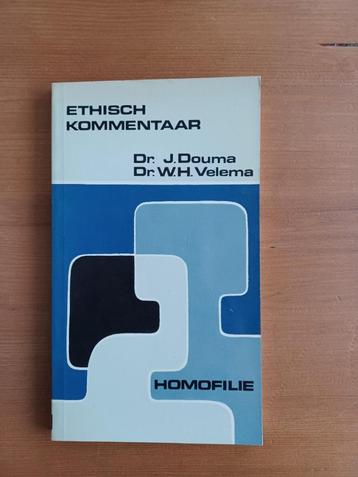 ETHISCH
KOMMENTAAR
Dr. J. Douma
Dr. W.H. Velema
HOMOFILIE